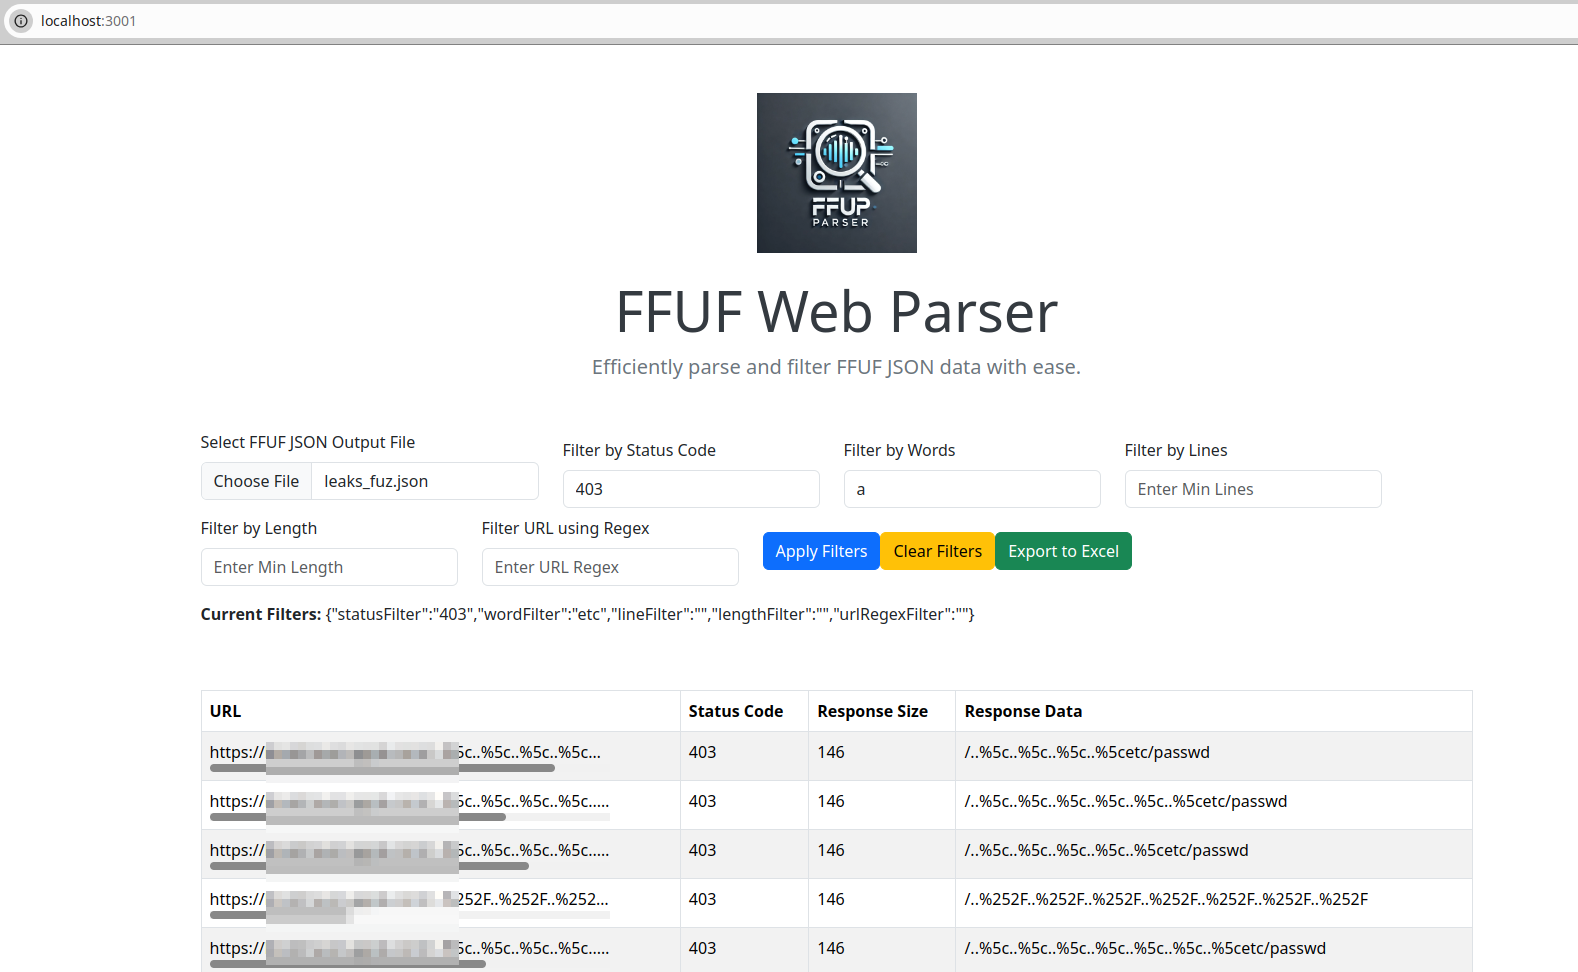 localhost:3001
FFUP
PARSER
FFUF Web Parser
Efficiently parse and filter FFUF JSON data with ease.
Select FFUF JSON Output File
Filter by Status Code
Filter by Words
Filter by Lines
Choose File
leaks_fuz.json
403
a
Enter Min Lines
Filter by Length
Filter URL using Regex
Enter Min Length
Enter URL Regex
Apply Filters
Clear Filters
Export to Excel
Current Filters: {"statusFilter":"403","wordFilter":"etc","lineFilter":"","lengthFilter":"","urlRegexFilter":""}
URL Status Code Response Size Response Data
https:// 5c..%5c..%5c..%5c... 403 146 /..%5c..%5c..%5c..%5cetc/passwd
https:// 5c..%5c..%5c..%5c..... 403 146 /..%5c..%5c..%5c..%5c..%5c..%5cetc/passwd
https:// 5c..%5c..%5c..%5c..... 403 146 /..%5c..%5c..%5c..%5c..%5cetc/passwd
https:// 252F..%252F..%252... 403 146 /..%252F..%252F..%252F..%252F..%252F..%252F..%252F
https:// 5c..%5c..%5c..%5c..... 403 146 /..%5c..%5c..%5c..%5c..%5c..%5c..%5cetc/passwd